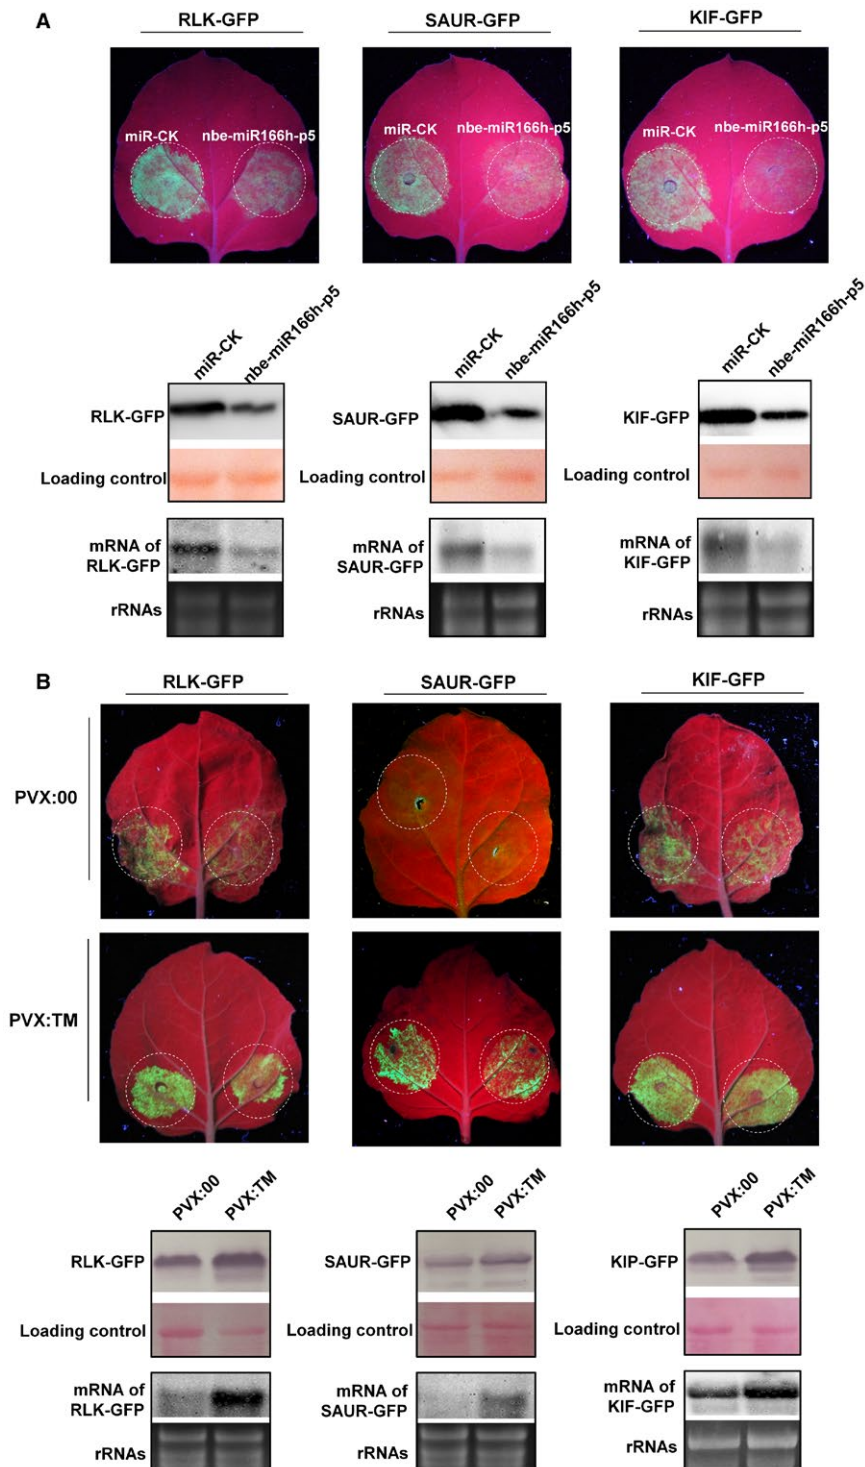 A
RLK-GFP SAUR-GFP KIF-GFP
miR-CK nbe-miR166h-p5 miR-CK nbe-miR166h-p5 miR-CK nbe-miR166h-p5
miR-CK nbe-miR166h-p5 miR-CK nbe-miR166h-p5 miR-CK nbe-miR166h-p5
RLK-GFP SAUR-GFP KIF-GFP
Loading control Loading control Loading control
mRNA of mRNA of mRNA of
RLK-GFP SAUR-GFP KIF-GFP
rRNAs rRNAs rRNAs
B
RLK-GFP SAUR-GFP KIF-GFP
PVX:00
PVX:TM
PVX:00 PVX:TM PVX:00 PVX:TM PVX:00 PVX:TM
RLK-GFP SAUR-GFP KIP-GFP
Loading control Loading control Loading control
mRNA of mRNA of mRNA of
RLK-GFP SAUR-GFP KIF-GFP
rRNAs rRNAs rRNAs